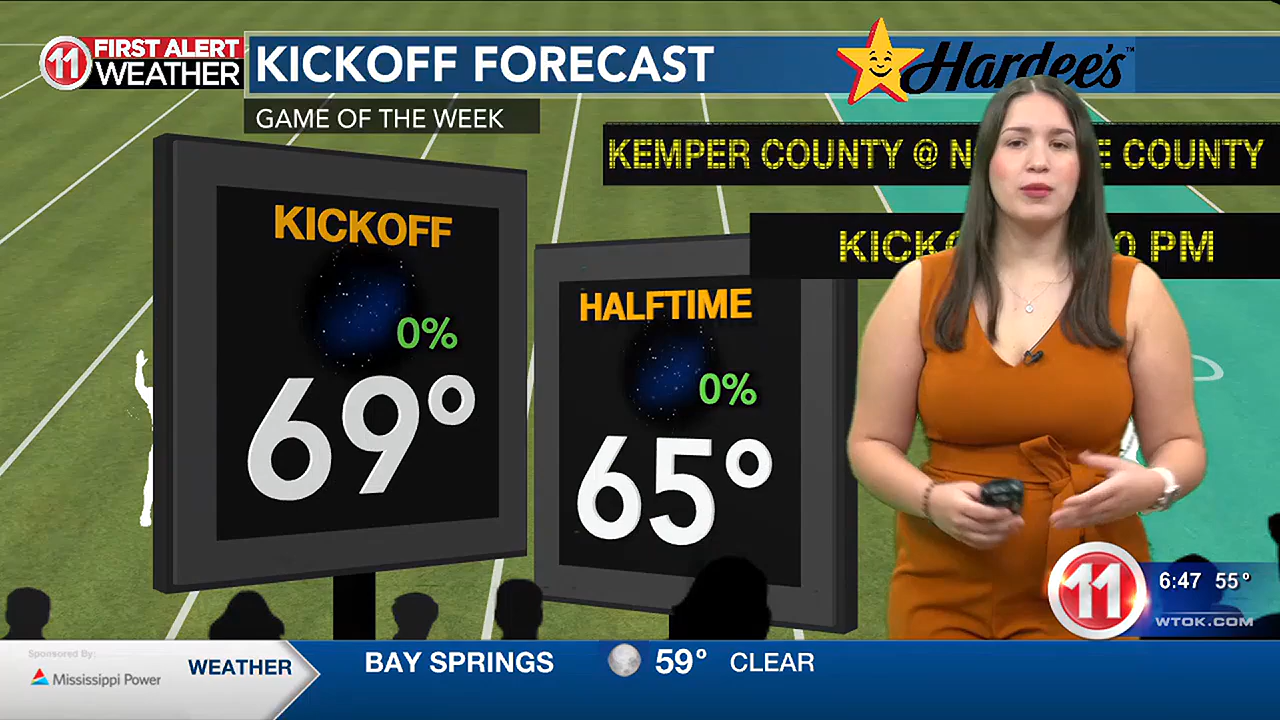 11 FIRST ALERT
WEATHER
KICKOFF FORECAST
Hardee's™
GAME OF THE WEEK
KEMPER COUNTY @ COUNTY
KICKOFF
0%
69°
HALFTIME
0%
65°
PM
11
6:47 55°
WTOK.COM
Sponsored By:
Mississippi Power
WEATHER
BAY SPRINGS
59° CLEAR